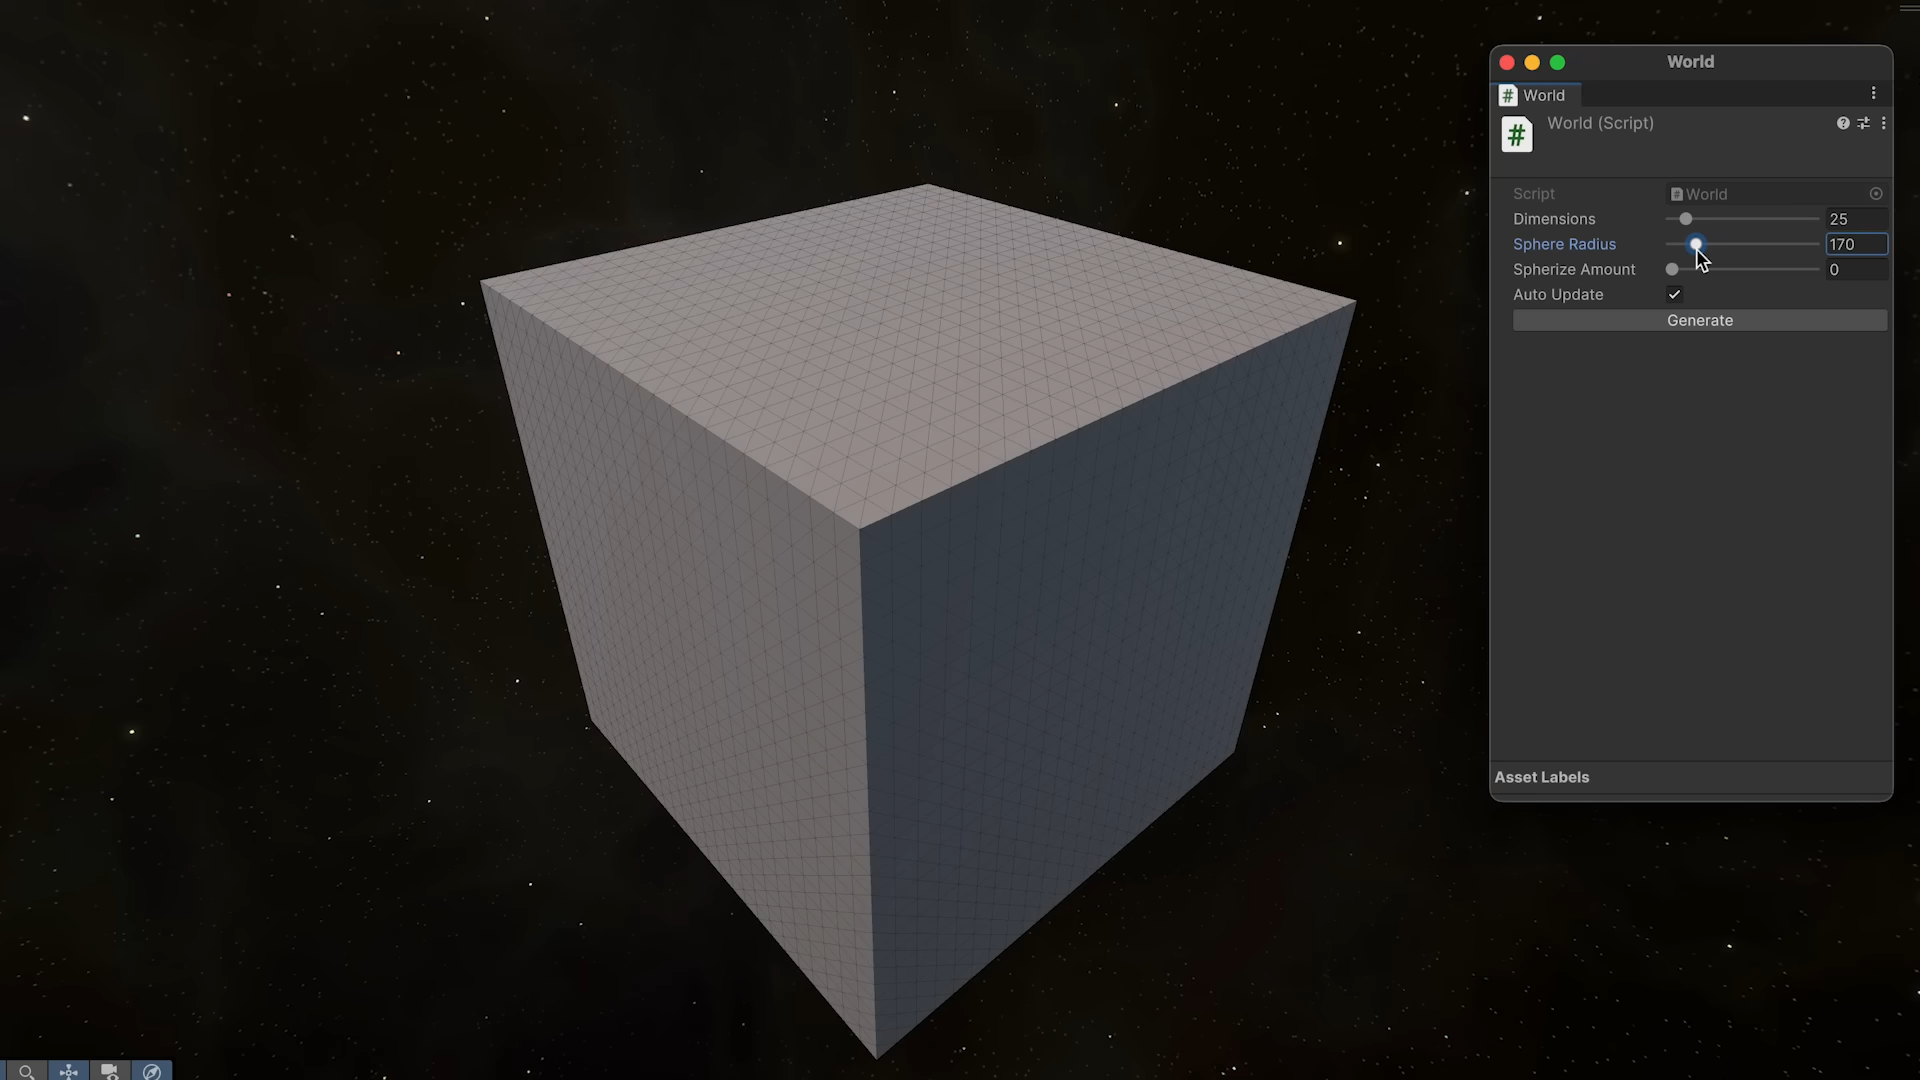 World
# World
# World (Script)
Script # World
Dimensions 25
Sphere Radius 170
Spherize Amount 0
Auto Update
Generate
Asset Labels